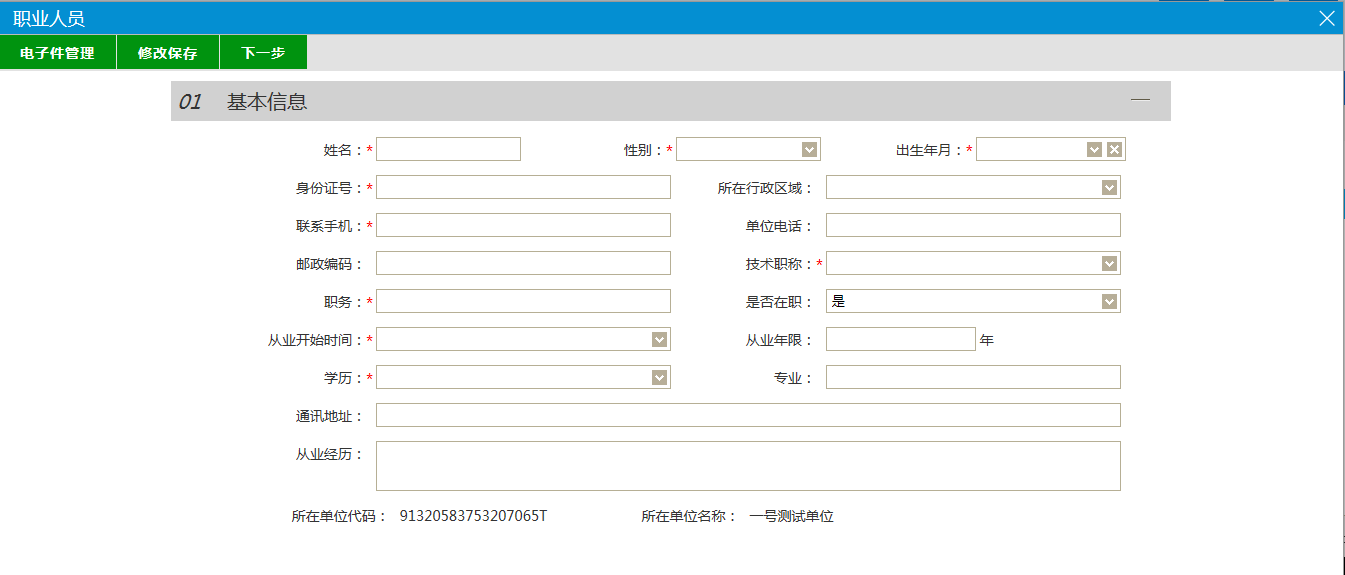 职业人员
电子件管理 修改保存 下一步
01 基本信息
姓名：* 性别：* 出生年月：*
身份证号：* 所在行政区域：
联系手机：* 单位电话：
邮政编码： 技术职称：*
职务：* 是否在职： 是
从业开始时间：* 从业年限： 年
学历：* 专业：
通讯地址：
从业经历：
所在单位代码： 91320583753207065T 所在单位名称： 一号测试单位